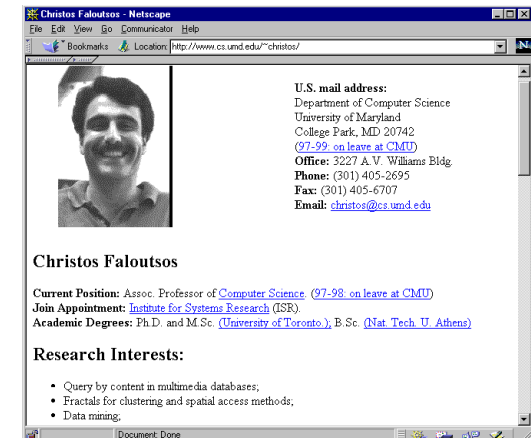 Christos Faloutsos - Netscape
File Edit View Go Communicator Help
Bookmarks Location: http://www.cs.umd.edu/~christos/
U.S. mail address:
Department of Computer Science
University of Maryland
College Park, MD 20742
(97-99: on leave at CMU)
Office: 3227 A.V. Williams Bldg.
Phone: (301) 405-2695
Fax: (301) 405-6707
Email: christos@cs.umd.edu
Christos Faloutsos
Current Position: Assoc. Professor of Computer Science. (97-98: on leave at CMU)
Join Appointment: Institute for Systems Research (ISR).
Academic Degrees: Ph.D. and M.Sc. (University of Toronto.); B.Sc. (Nat. Tech. U. Athens)
Research Interests:
• Query by content in multimedia databases;
• Fractals for clustering and spatial access methods;
• Data mining;
Document: Done